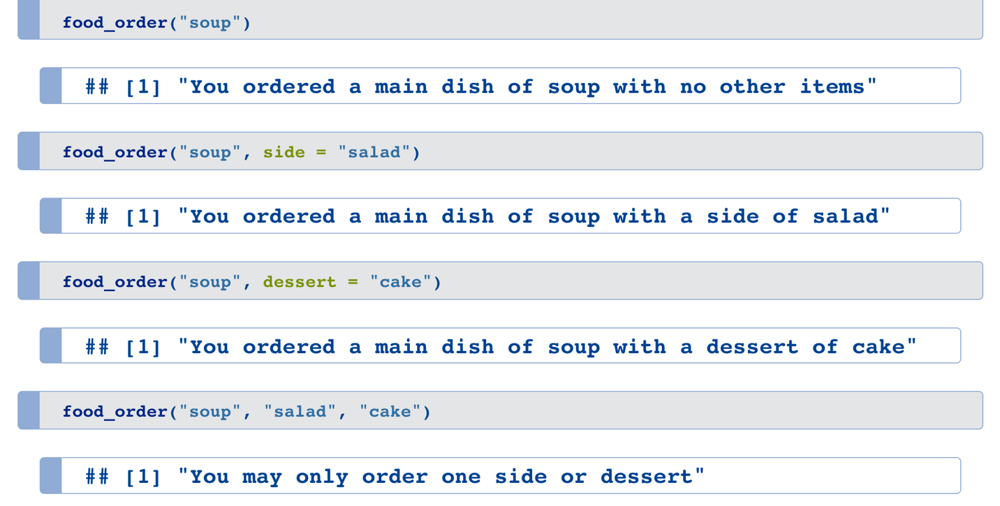 food_order("soup")
## [1] "You ordered a main dish of soup with no other items"
food_order("soup", side = "salad")
## [1] "You ordered a main dish of soup with a side of salad"
food_order("soup", dessert = "cake")
## [1] "You ordered a main dish of soup with a dessert of cake"
food_order("soup", "salad", "cake")
## [1] "You may only order one side or dessert"